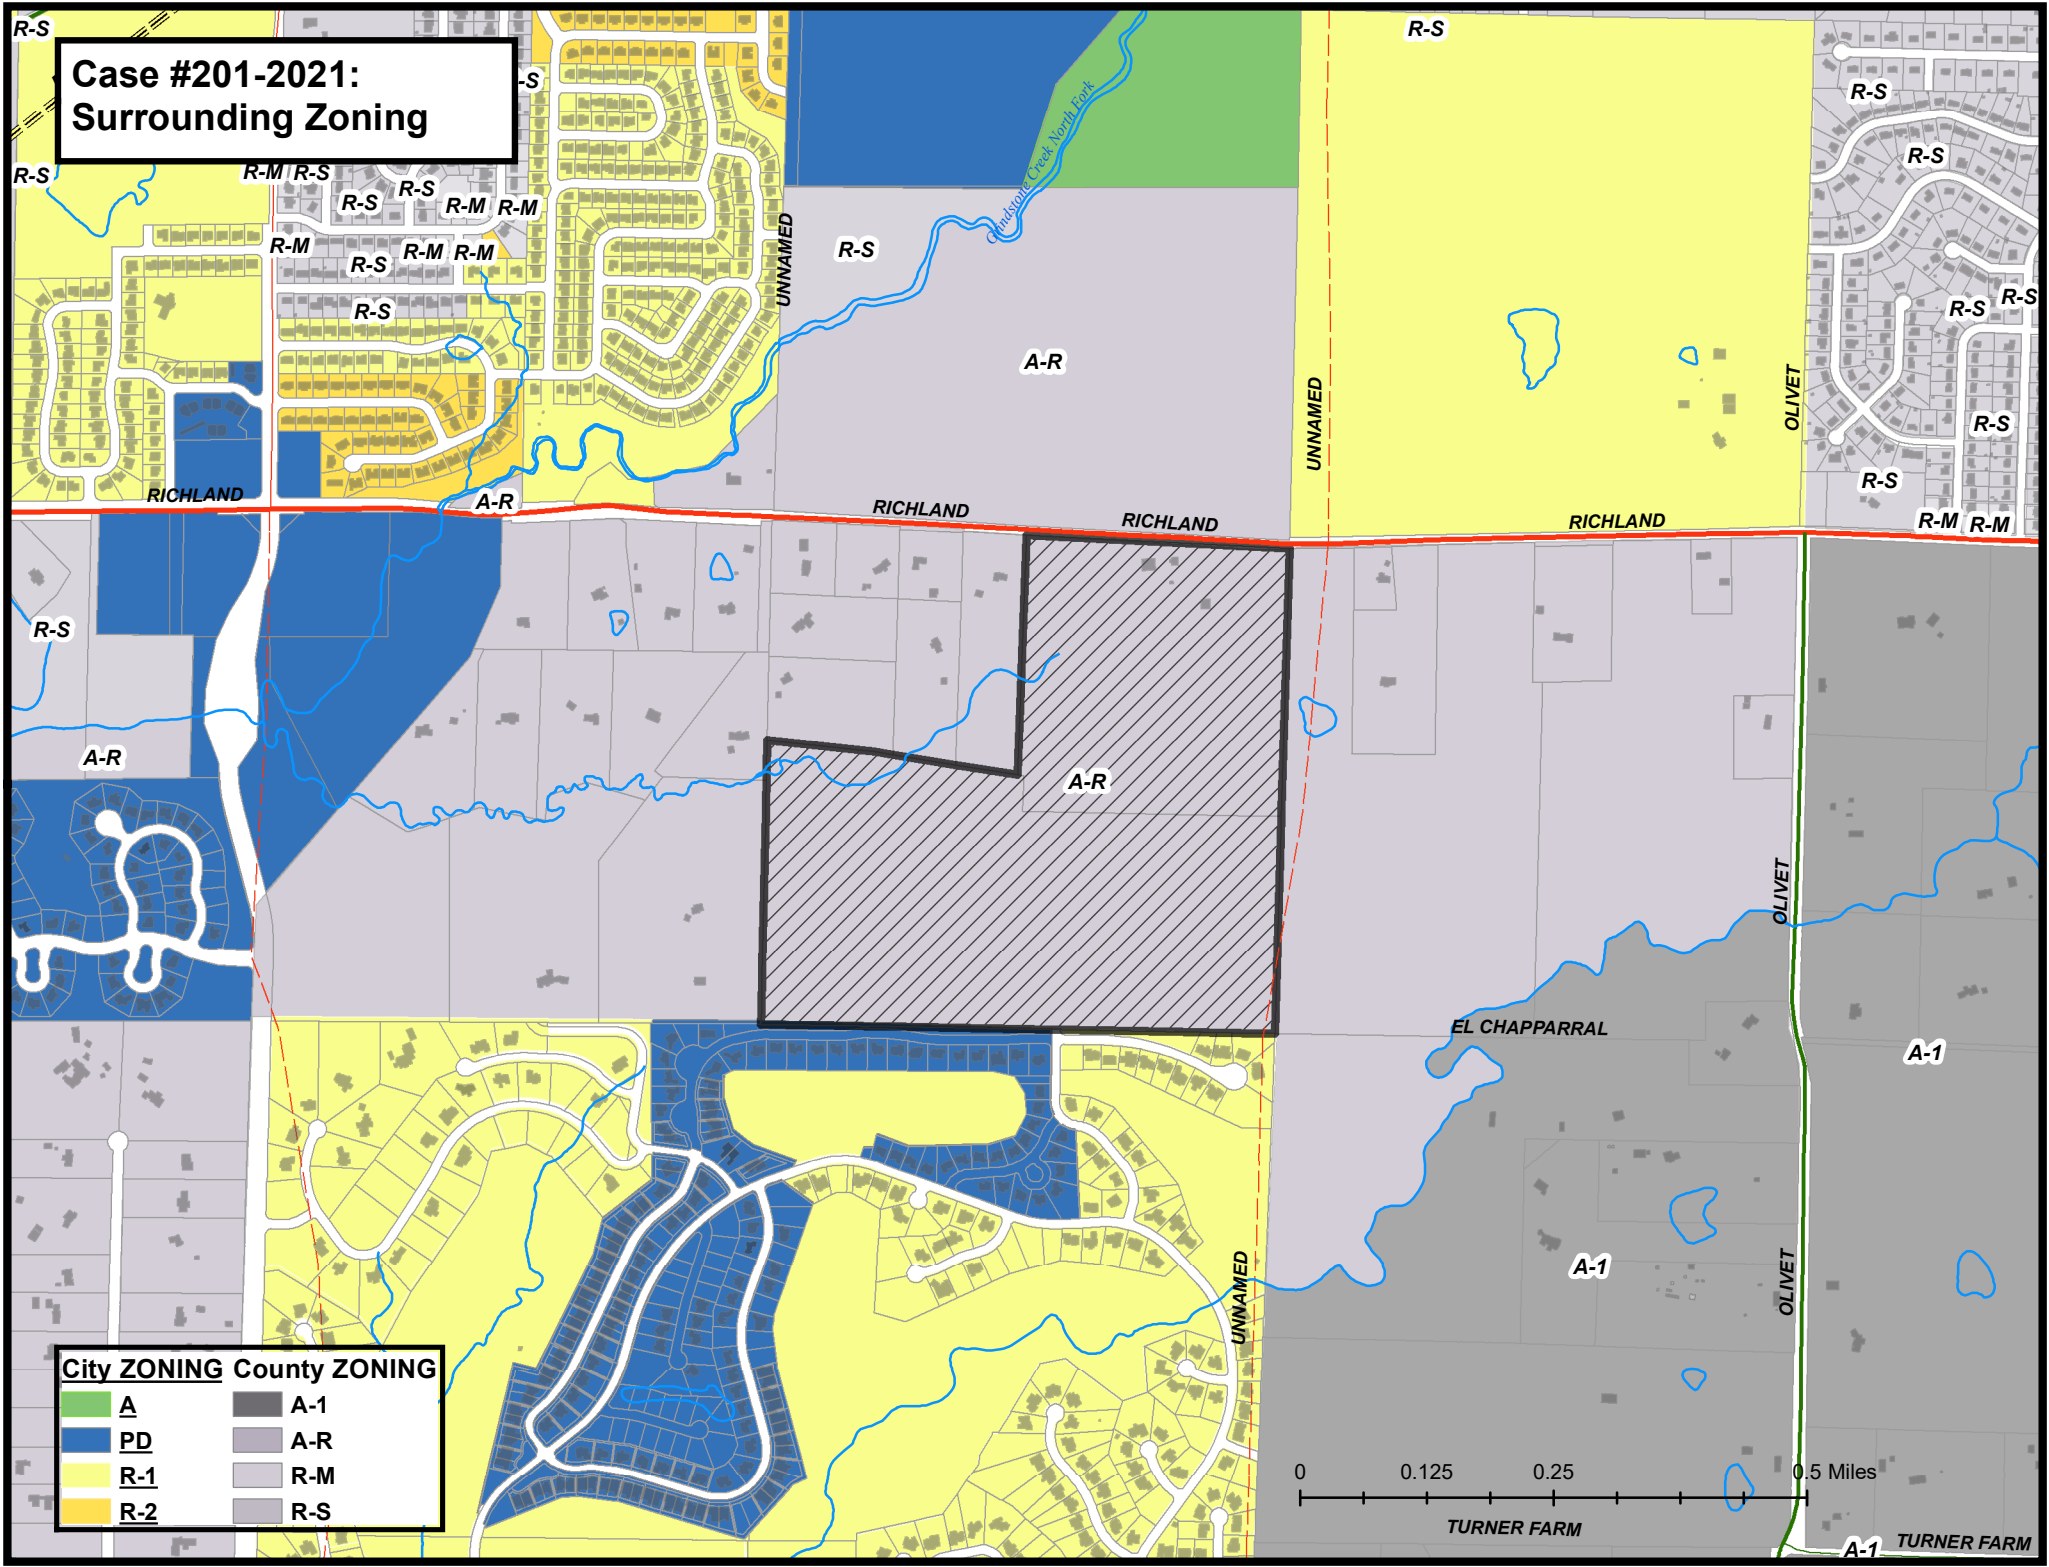 R-S
R-S
Case #201-2021:
Surrounding Zoning
-S
R-S
R-S
R-M
R-S
R-S
R-S
R-M
R-M
R-M
R-S
R-M
R-M
R-S
UNNAMED
R-S
Grindstone Creek North Fork
A-R
UNNAMED
OLIVET
R-S
R-S
R-S
R-S
R-S
R-S
R-M
R-M
RICHLAND
A-R
RICHLAND
RICHLAND
RICHLAND
R-S
A-R
A-R
OLIVET
EL CHAPPARRAL
A-1
A-1
UNNAMED
OLIVET
City ZONING
A
PD
R-1
R-2
County ZONING
A-1
A-R
R-M
R-S
0 0.125 0.25 0.5 Miles
TURNER FARM
A-1
TURNER FARM